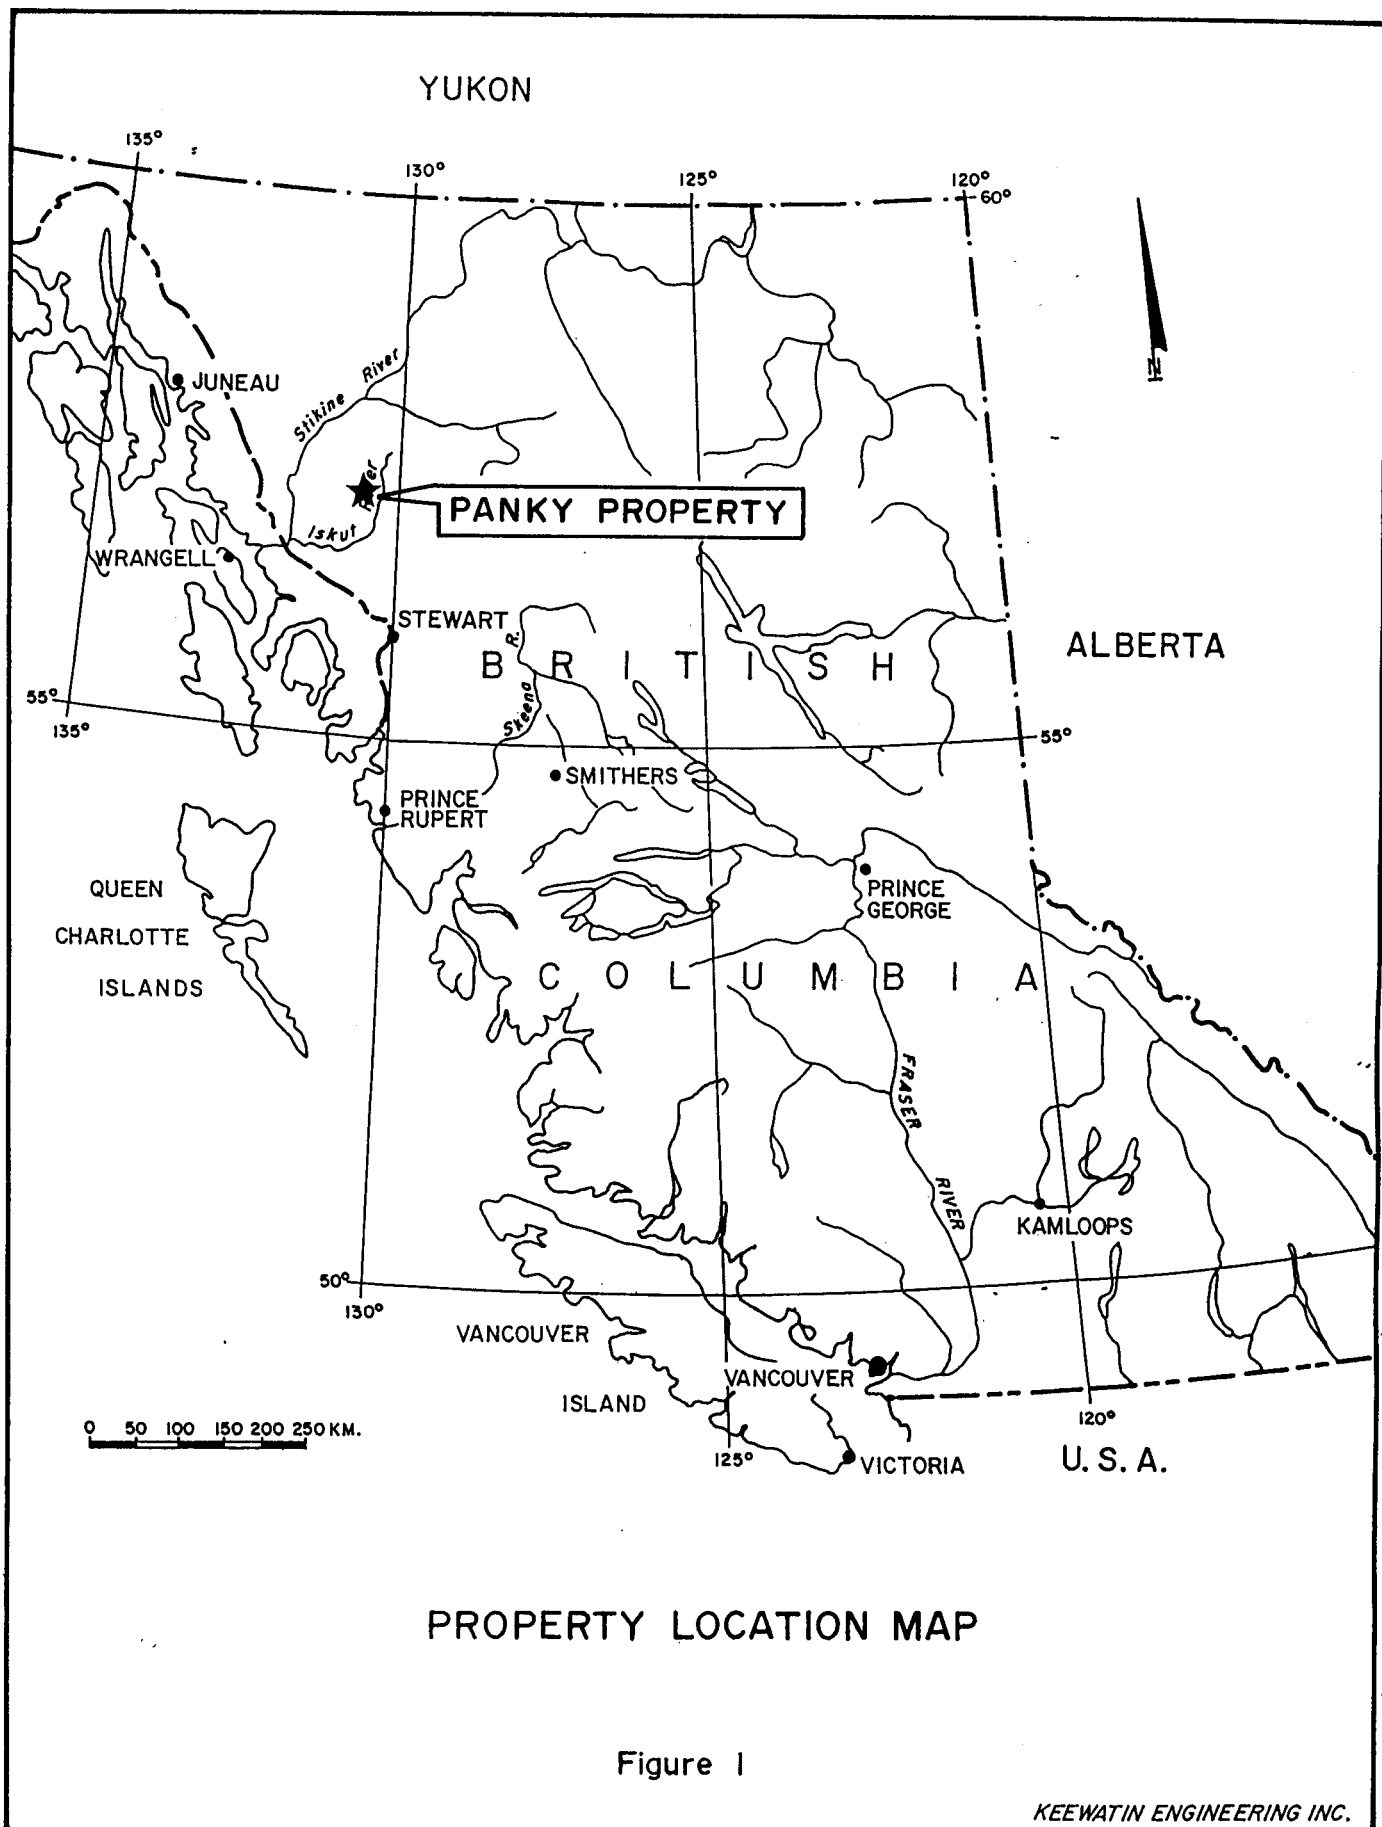 YUKON
135°
130°
125°
120°
60°
N
JUNEAU
Stikine River
PANKY PROPERTY
Iskut
WRANGELL
STEWART
ALBERTA
BRITISH
Skeena R.
55°
135°
55°
SMITHERS
PRINCE
RUPERT
QUEEN
CHARLOTTE
ISLANDS
PRINCE
GEORGE
COLUMBIA
FRASER
RIVER
KAMLOOPS
50°
130°
VANCOUVER
ISLAND
VANCOUVER
120°
125°
VICTORIA
U.S.A.
0 50 100 150 200 250 KM.
PROPERTY LOCATION MAP
Figure 1
KEEWATIN ENGINEERING INC.